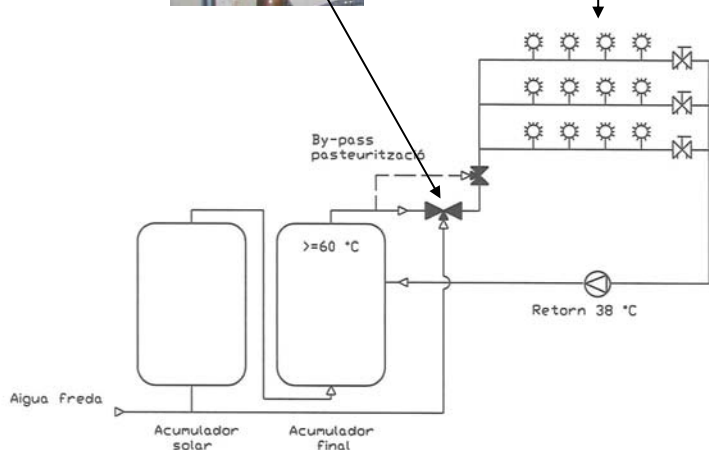 By-pass
pasteurització
>=60 °C
Retorn 38 °C
Aigua freda
Acumulador
solar
Acumulador
final